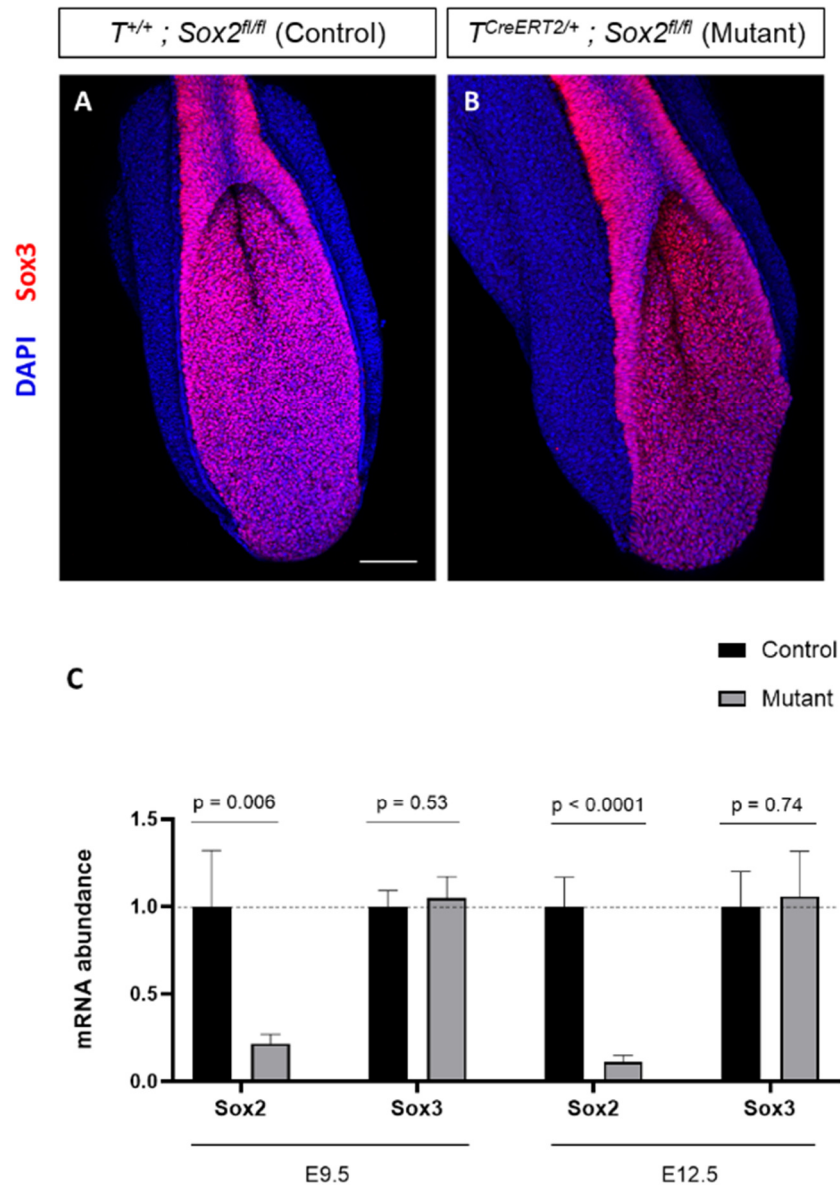 T+/+ ; Sox2fl/fl (Control)
TCreERT2/+ ; Sox2fl/fl (Mutant)
A
B
DAPI Sox3
C
Control
Mutant
p = 0.006
p = 0.53
p < 0.0001
p = 0.74
mRNA abundance
1.5
1.0
0.5
0.0
Sox2
Sox3
Sox2
Sox3
E9.5
E12.5